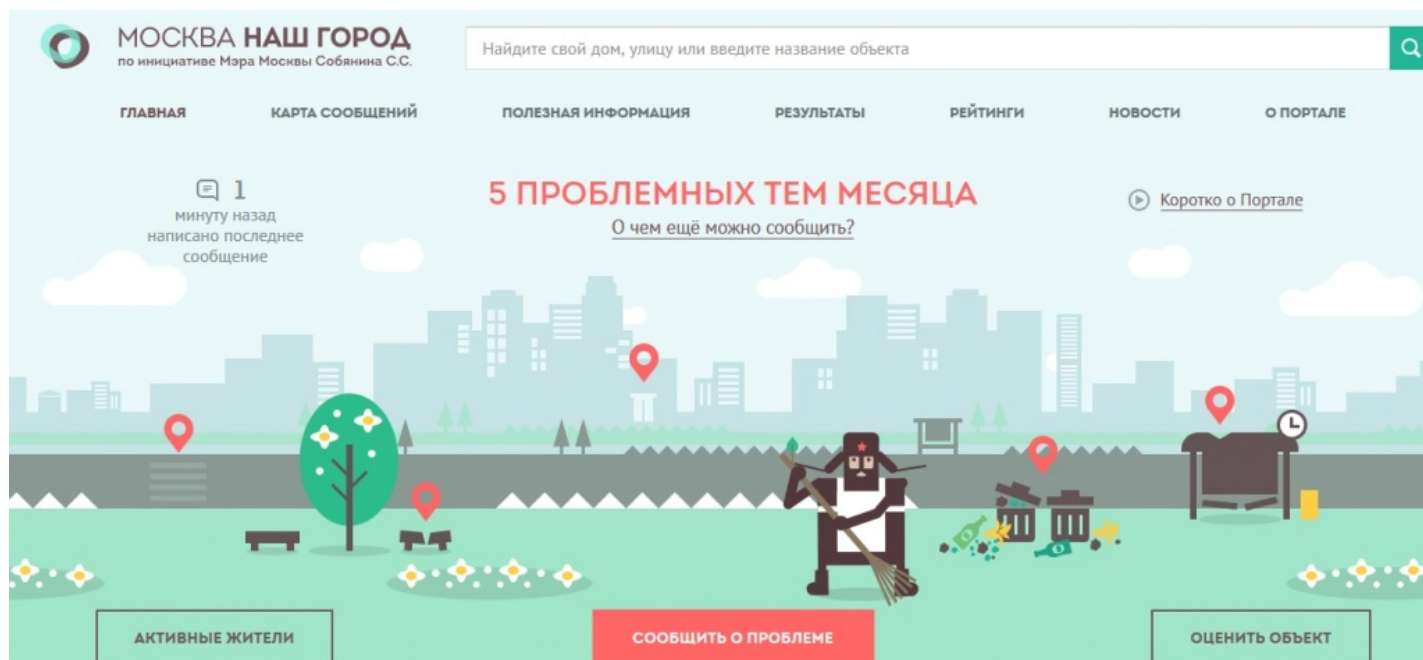 МОСКВА НАШ ГОРОД
по инициативе Мэра Москвы Собянина С.С.
Найдите свой дом, улицу или введите название объекта
ГЛАВНАЯ
КАРТА СООБЩЕНИЙ
ПОЛЕЗНАЯ ИНФОРМАЦИЯ
РЕЗУЛЬТАТЫ
РЕЙТИНГИ
НОВОСТИ
О ПОРТАЛЕ
1
минуту назад
написано последнее
сообщение
5 ПРОБЛЕМНЫХ ТЕМ МЕСЯЦА
О чем ещё можно сообщить?
Коротко о Портале
АКТИВНЫЕ ЖИТЕЛИ
СООБЩИТЬ О ПРОБЛЕМЕ
ОЦЕНИТЬ ОБЪЕКТ